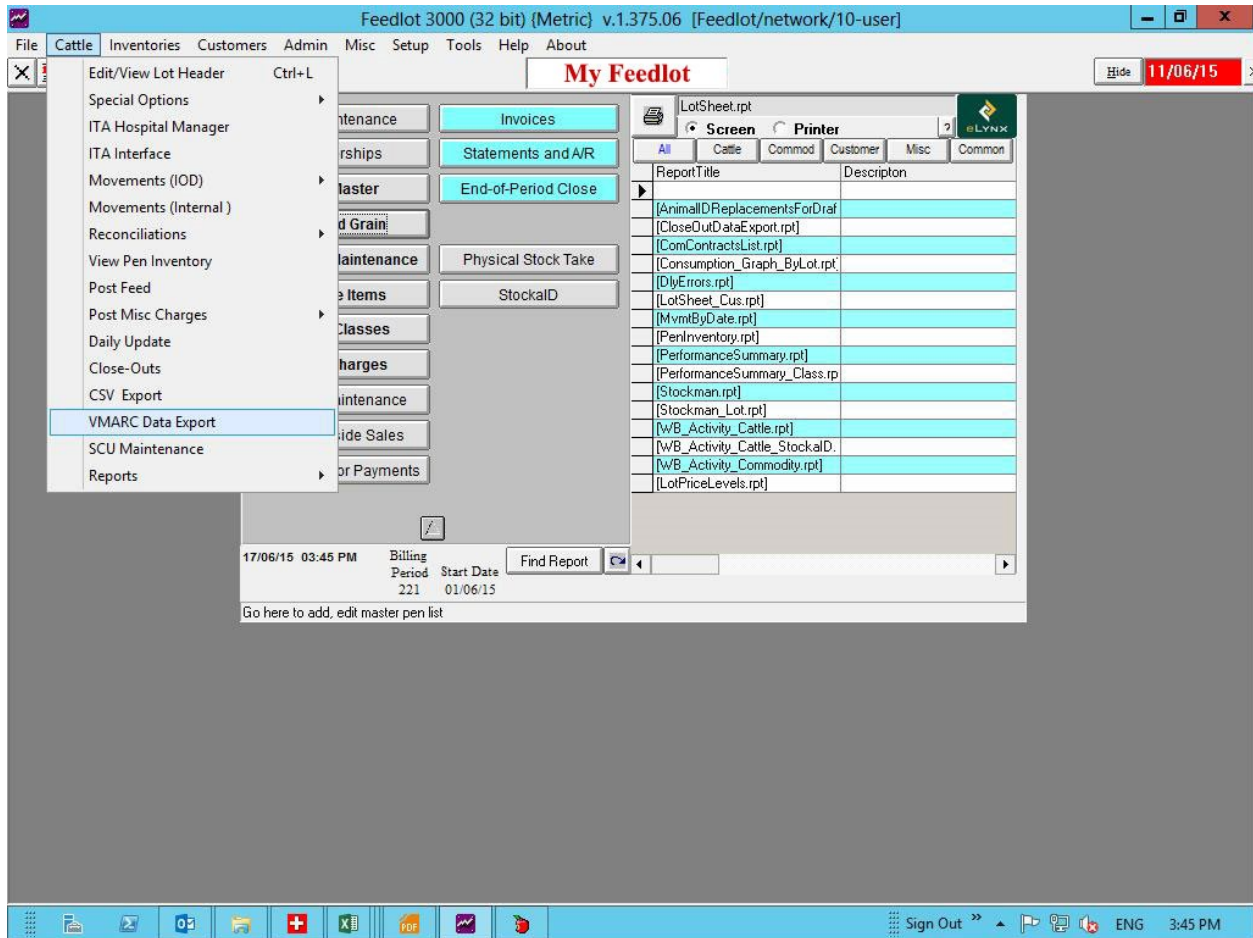 Feedlot 3000 (32 bit) {Metric} v.1.375.06 [Feedlot/network/10-user]
File Cattle Inventories Customers Admin Misc Setup Tools Help About
My Feedlot
Hide 11/06/15
Edit/View Lot Header Ctrl+L
Special Options
ITA Hospital Manager
ITA Interface
Movements (IOD)
Movements (Internal )
Reconciliations
View Pen Inventory
Post Feed
Post Misc Charges
Daily Update
Close-Outs
CSV Export
VMARC Data Export
SCU Maintenance
Reports
ntenance
rships
laster
d Grain
laintenance
e Items
Classes
harges
intenance
ide Sales
or Payments
Invoices
Statements and A/R
End-of-Period Close
Physical Stock Take
StockaID
LotSheet.rpt
Screen Printer ?
eLYNX
All Cattle Commod Customer Misc Common
ReportTitle Descripton
[AnimalIDReplacementsForDraf
[CloseOutDataExport.rpt]
[ComContractsList.rpt]
[Consumption_Graph_ByLot.rpt]
[DlyErrors.rpt]
[LotSheet_Cus.rpt]
[MvmtByDate.rpt]
[PenInventory.rpt]
[PerformanceSummary.rpt]
[PerformanceSummary_Class.rp
[Stockman.rpt]
[Stockman_Lot.rpt]
[WB_Activity_Cattle.rpt]
[WB_Activity_Cattle_StockaID.
[WB_Activity_Commodity.rpt]
[LotPriceLevels.rpt]
17/06/15 03:45 PM
Billing Period 221
Start Date 01/06/15
Find Report
Go here to add, edit master pen list
PDF
Sign Out ENG 3:45 PM